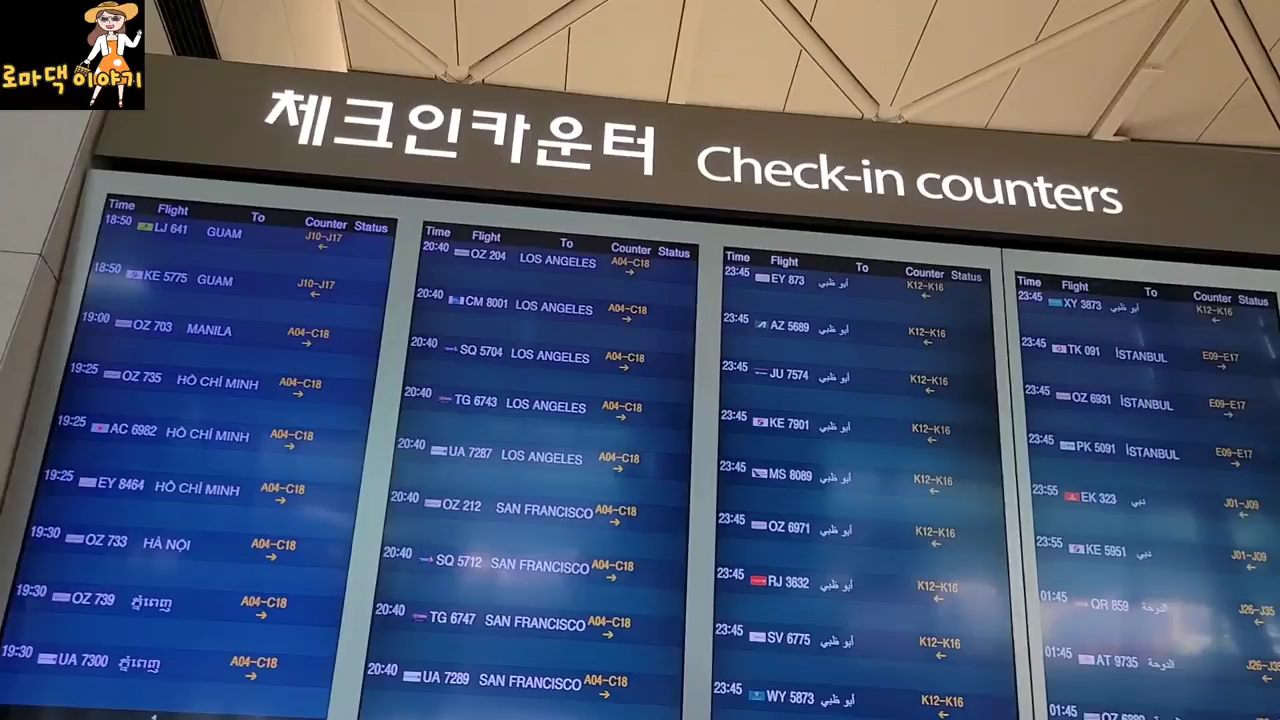 로마댁 이야기
체크인카운터 Check-in counters
Time Flight To Counter Status
18:50 LJ 641 GUAM J10-J17 ←
18:50 KE 5775 GUAM J10-J17 ←
19:00 OZ 703 MANILA A04-C18 →
19:25 OZ 735 HỒ CHÍ MINH A04-C18 →
19:25 AC 6982 HỒ CHÍ MINH A04-C18 →
19:25 EY 8464 HỒ CHÍ MINH A04-C18 →
19:30 OZ 733 HÀ NỘI A04-C18 →
19:30 OZ 739 ភ្នំពេញ A04-C18 →
19:30 UA 7300 ភ្នំពេញ A04-C18 →
Time Flight To Counter Status
20:40 OZ 204 LOS ANGELES A04-C18 →
20:40 CM 8001 LOS ANGELES A04-C18 →
20:40 SQ 5704 LOS ANGELES A04-C18 →
20:40 TG 6743 LOS ANGELES A04-C18 →
20:40 UA 7287 LOS ANGELES A04-C18 →
20:40 OZ 212 SAN FRANCISCO A04-C18 →
20:40 SQ 5712 SAN FRANCISCO A04-C18 →
20:40 TG 6747 SAN FRANCISCO A04-C18 →
20:40 UA 7289 SAN FRANCISCO A04-C18 →
Time Flight To Counter Status
23:45 EY 873 أبو ظبي K12-K16 ←
23:45 AZ 5689 أبو ظبي K12-K16 ←
23:45 JU 7574 أبو ظبي K12-K16 ←
23:45 KE 7901 أبو ظبي K12-K16 ←
23:45 MS 8089 أبو ظبي K12-K16 ←
23:45 OZ 6971 أبو ظبي K12-K16 ←
23:45 RJ 3632 أبو ظبي K12-K16 ←
23:45 SV 6775 أبو ظبي K12-K16 ←
23:45 WY 5873 أبو ظبي K12-K16 ←
Time Flight To Counter Status
23:45 XY 3873 أبو ظبي K12-K16 ←
23:45 TK 091 İSTANBUL E09-E17 →
23:45 OZ 6931 İSTANBUL E09-E17 →
23:45 PK 5091 İSTANBUL E09-E17 →
23:55 EK 323 دبي J01-J09 ←
23:55 KE 5951 دبي J01-J09 ←
01:45 QR 859 الدوحة J26-J35 ←
01:45 AT 9735 الدوحة ←
01:45